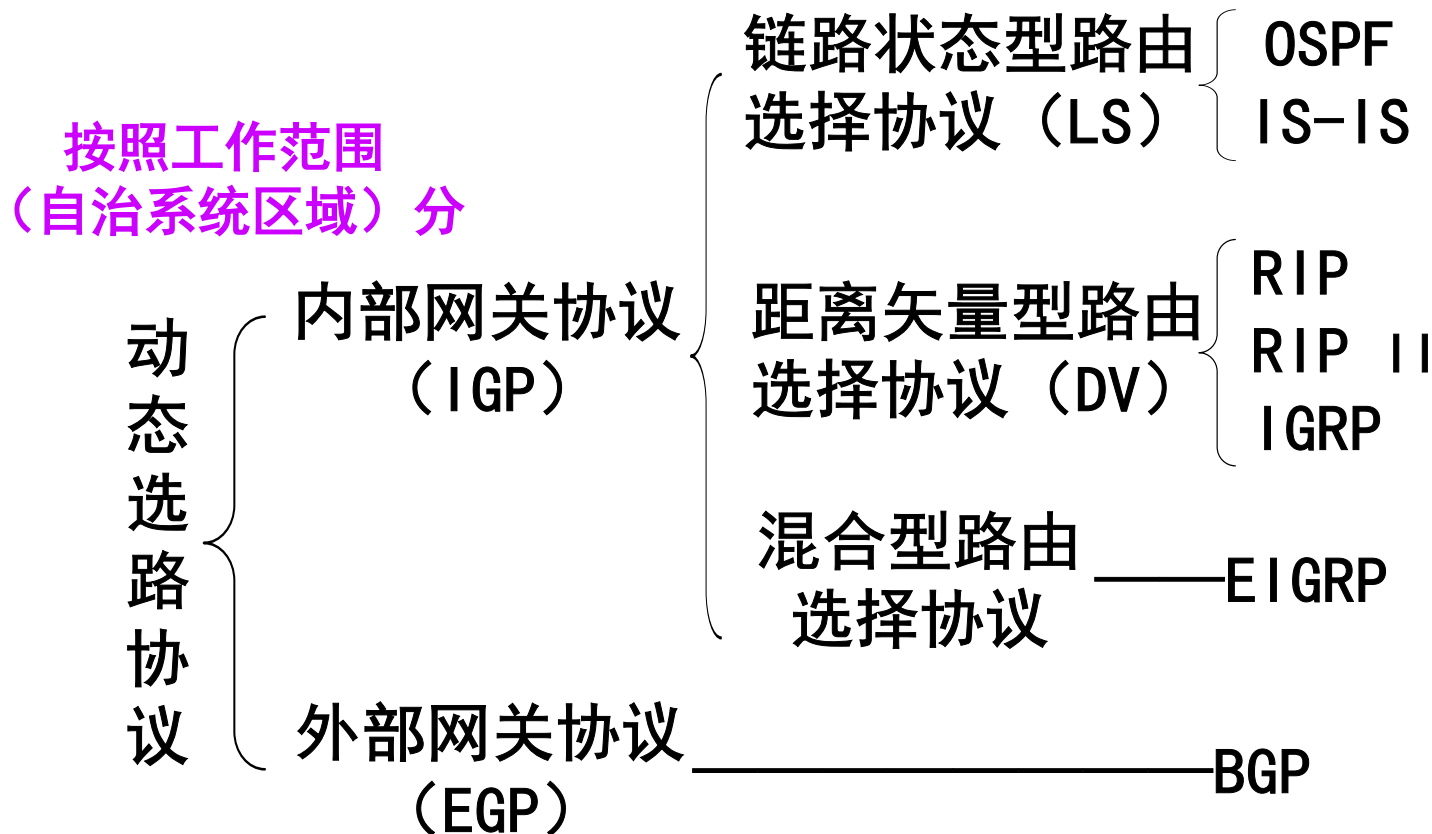 按照工作范围
（自治系统区域）分
动态选路协议
内部网关协议
（IGP）
链路状态型路由
选择协议（LS）
OSPF
IS-IS
距离矢量型路由
选择协议（DV）
RIP
RIP II
IGRP
混合型路由
选择协议
EIGRP
外部网关协议
（EGP）
BGP